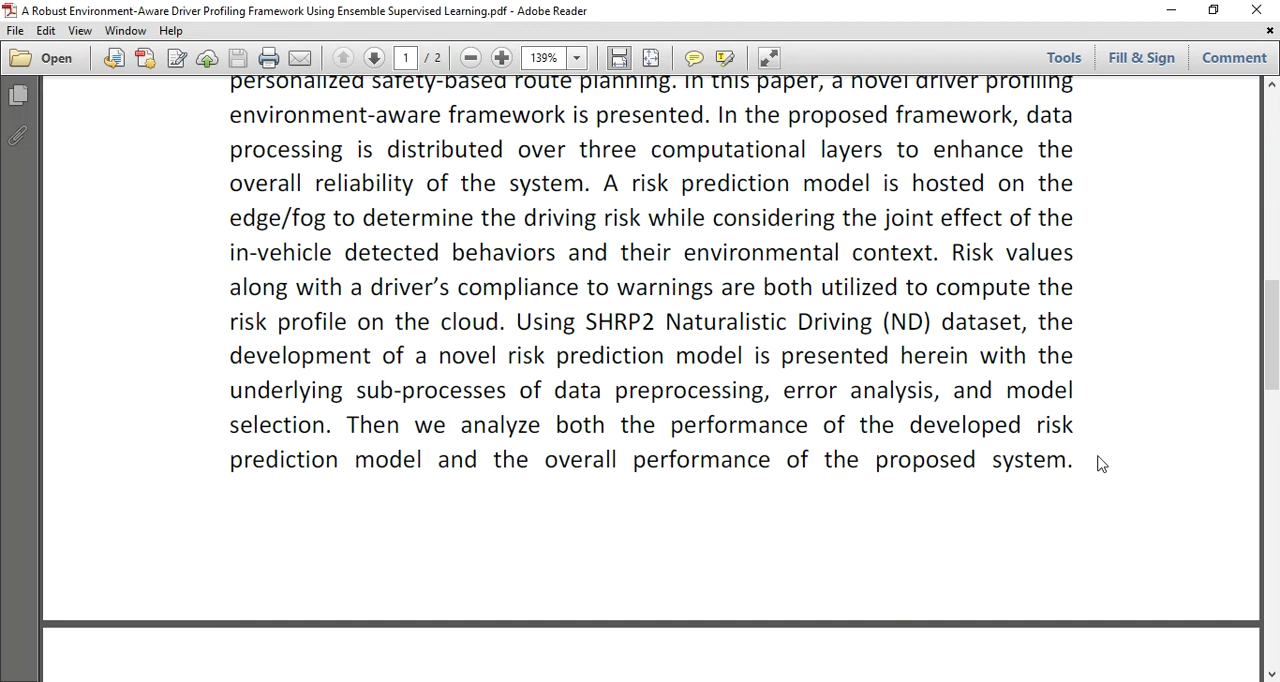 A Robust Environment-Aware Driver Profiling Framework Using Ensemble Supervised Learning.pdf - Adobe Reader
File Edit View Window Help
Open 1 / 2 139% Tools Fill & Sign Comment
personalized safety-based route planning. In this paper, a novel driver profiling
environment-aware framework is presented. In the proposed framework, data
processing is distributed over three computational layers to enhance the
overall reliability of the system. A risk prediction model is hosted on the
edge/fog to determine the driving risk while considering the joint effect of the
in-vehicle detected behaviors and their environmental context. Risk values
along with a driver’s compliance to warnings are both utilized to compute the
risk profile on the cloud. Using SHRP2 Naturalistic Driving (ND) dataset, the
development of a novel risk prediction model is presented herein with the
underlying sub-processes of data preprocessing, error analysis, and model
selection. Then we analyze both the performance of the developed risk
prediction model and the overall performance of the proposed system.